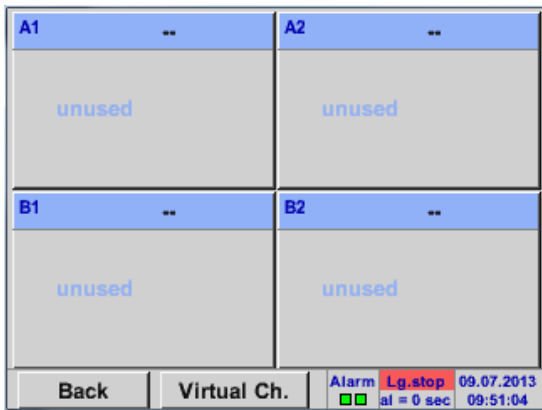 A1 -- A2 --
unused unused
B1 -- B2 --
unused unused
Back Virtual Ch. Alarm Lg.stop 09.07.2013
al = 0 sec 09:51:04